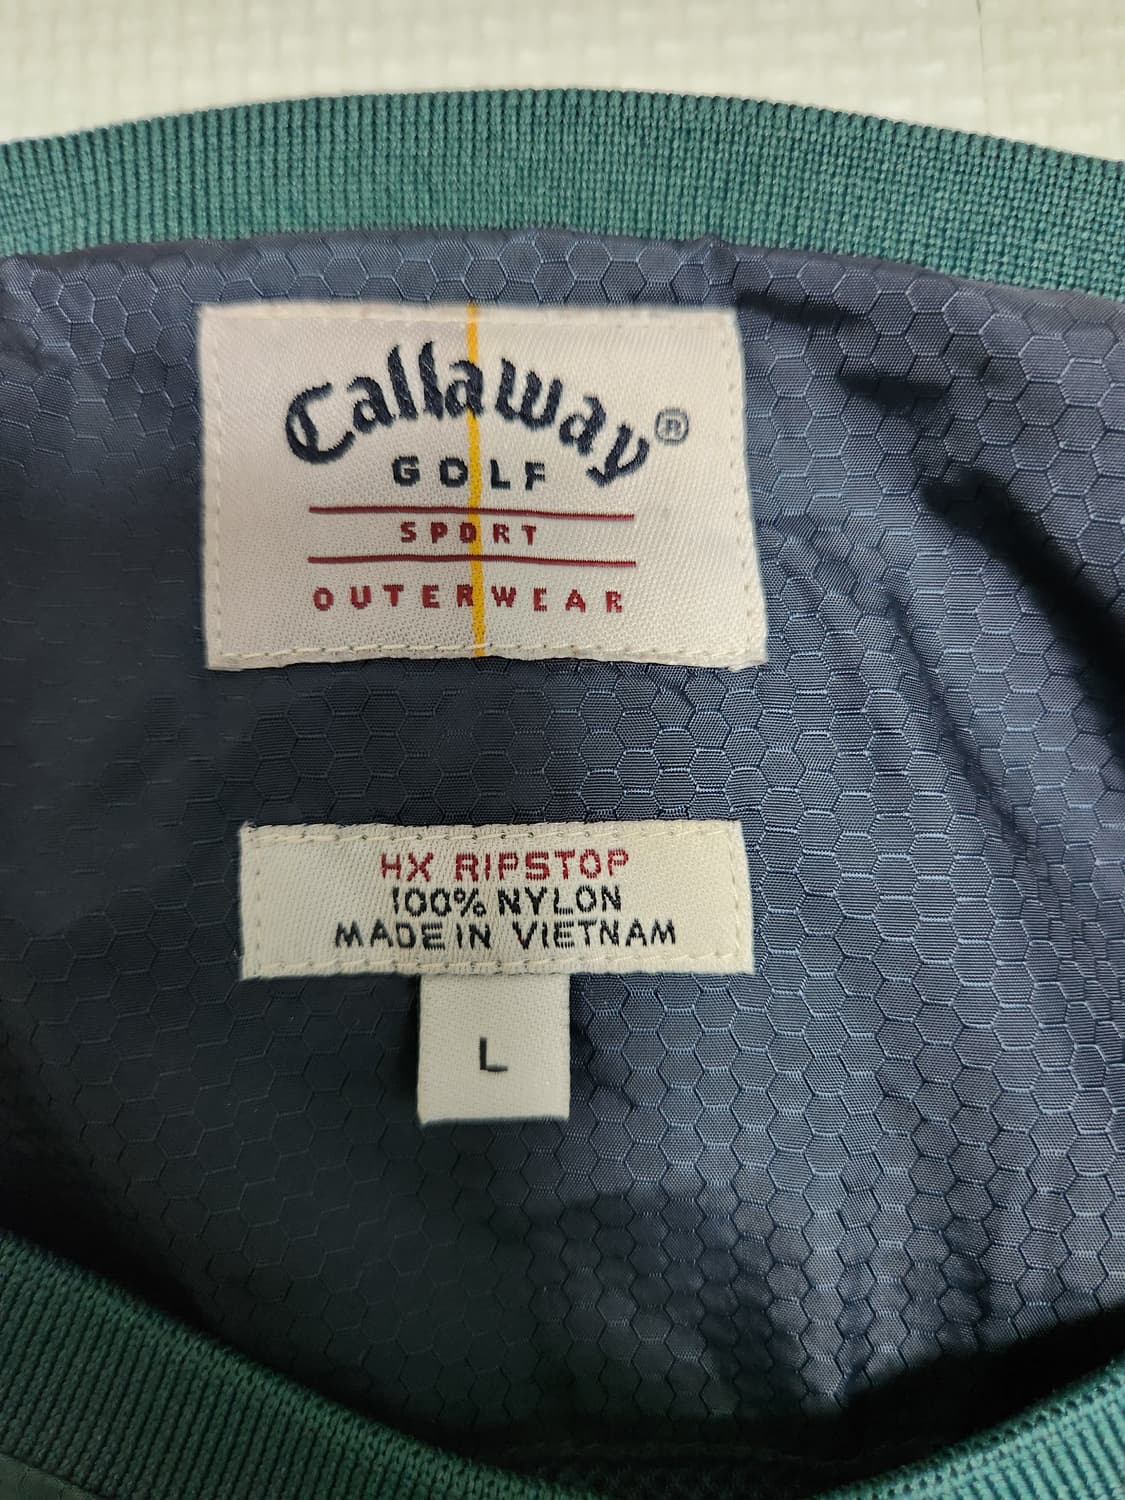 Callaway®
GOLF
SPORT
OUTERWEAR
HX RIPSTOP
100% NYLON
MADE IN VIETNAM
L